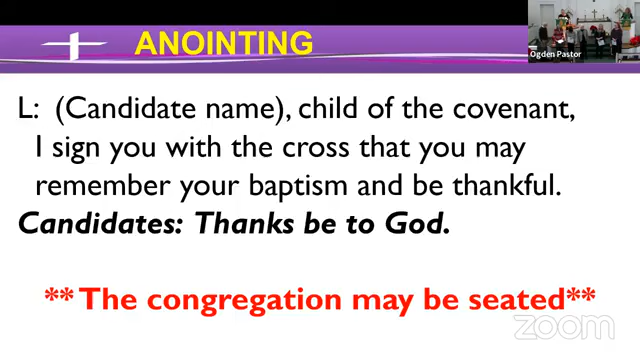 ANOINTING
Ogden Pastor
L: (Candidate name), child of the covenant,
I sign you with the cross that you may
remember your baptism and be thankful.
Candidates: Thanks be to God.
** The congregation may be seated**
zoom